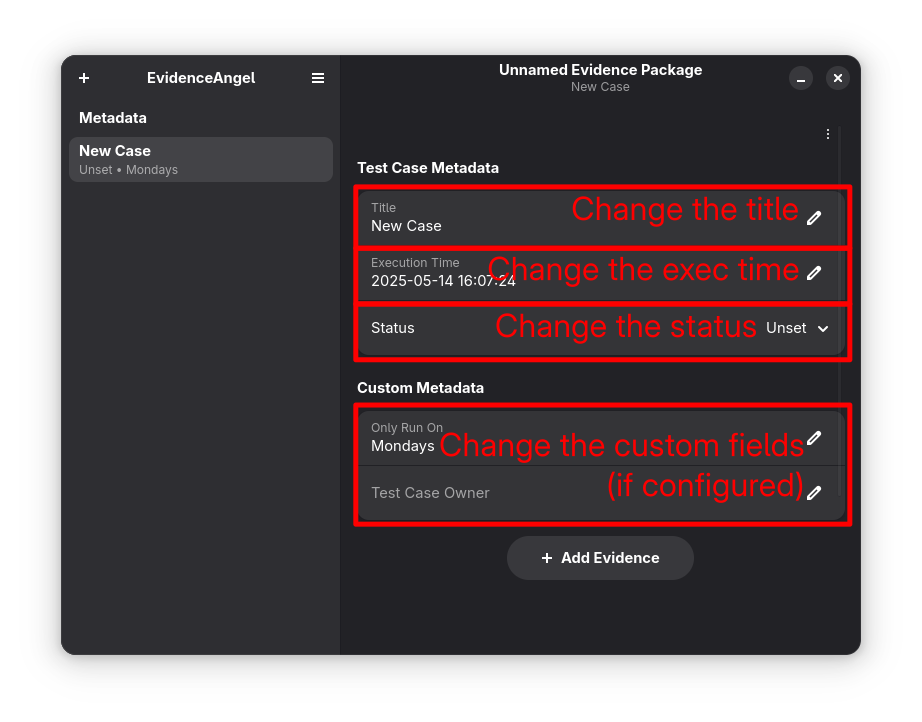 EvidenceAngel
Metadata
New Case
Unset • Mondays
Unnamed Evidence Package
New Case
Test Case Metadata
Title
New Case
Change the title
Execution Time
2025-05-14 16:07:24
Change the exec time
Status
Change the status
Unset
Custom Metadata
Only Run On
Mondays
Change the custom fields
(if configured)
Test Case Owner
+ Add Evidence